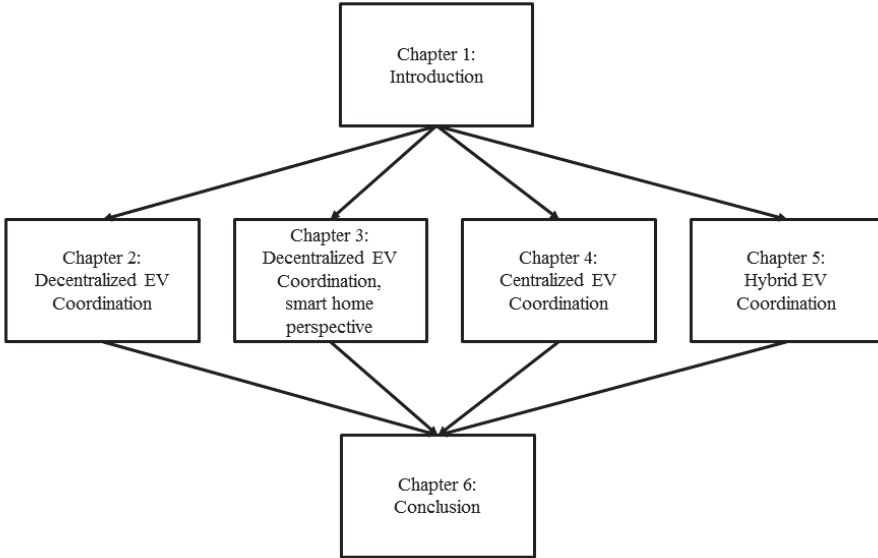 Chapter 1:
Introduction
Chapter 2:
Decentralized EV
Coordination
Chapter 3:
Decentralized EV
Coordination,
smart home
perspective
Chapter 4:
Centralized EV
Coordination
Chapter 5:
Hybrid EV
Coordination
Chapter 6:
Conclusion